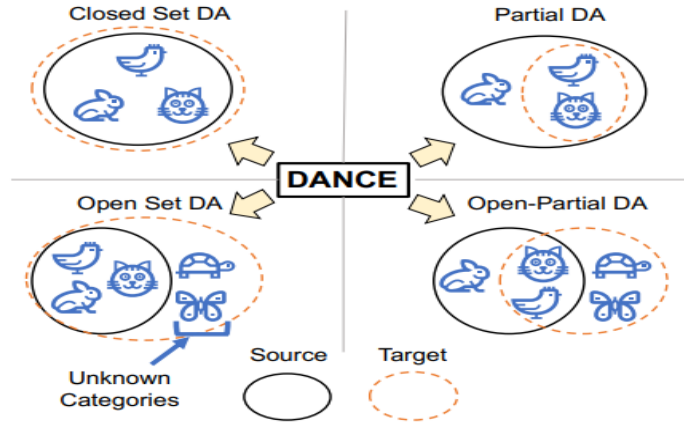 Closed Set DA
Partial DA
DANCE
Open Set DA
Open-Partial DA
Unknown
Categories
Source
Target